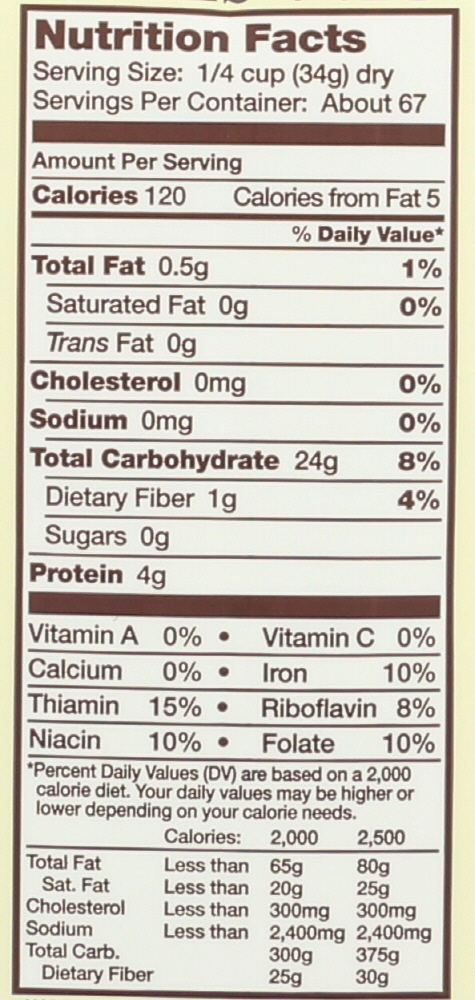 Nutrition Facts
Serving Size: 1/4 cup (34g) dry
Servings Per Container: About 67
Amount Per Serving
Calories 120 Calories from Fat 5
% Daily Value*
Total Fat 0.5g 1%
Saturated Fat 0g 0%
Trans Fat 0g
Cholesterol 0mg 0%
Sodium 0mg 0%
Total Carbohydrate 24g 8%
Dietary Fiber 1g 4%
Sugars 0g
Protein 4g
Vitamin A 0% • Vitamin C 0%
Calcium 0% • Iron 10%
Thiamin 15% • Riboflavin 8%
Niacin 10% • Folate 10%
*Percent Daily Values (DV) are based on a 2,000
calorie diet. Your daily values may be higher or
lower depending on your calorie needs.
Calories: 2,000 2,500
Total Fat Less than 65g 80g
Sat. Fat Less than 20g 25g
Cholesterol Less than 300mg 300mg
Sodium Less than 2,400mg 2,400mg
Total Carb. 300g 375g
Dietary Fiber 25g 30g